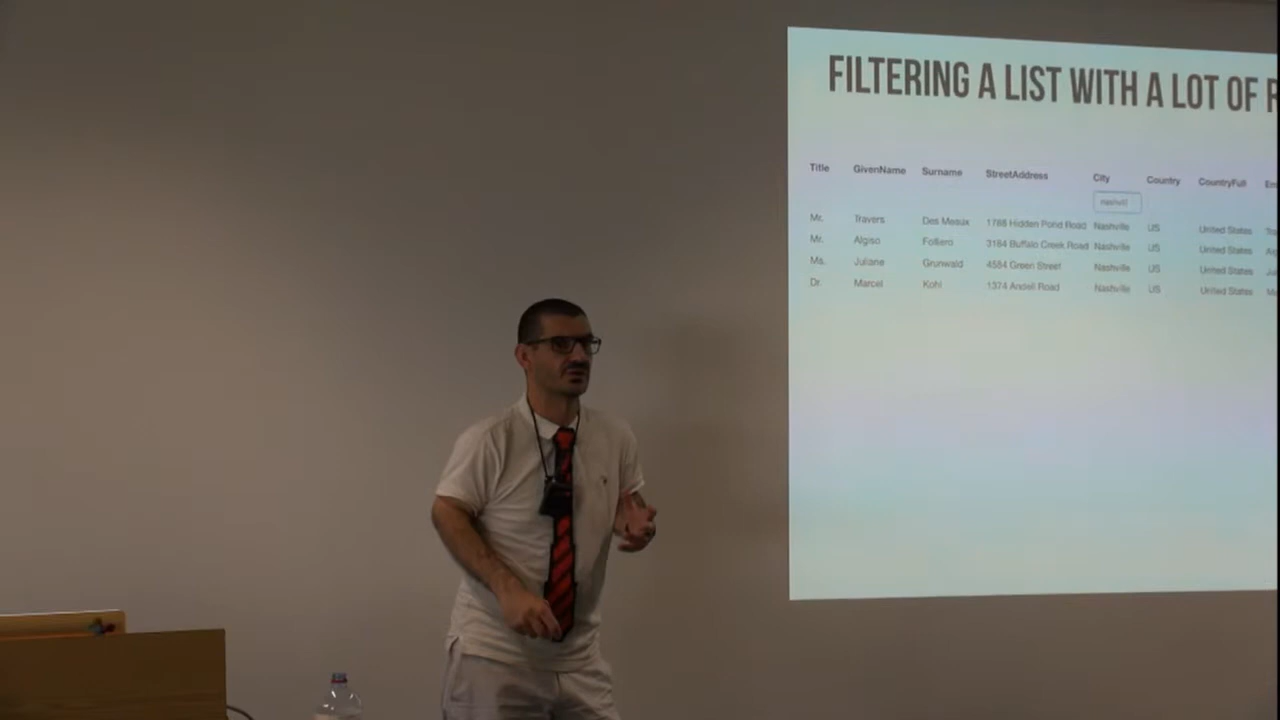 FILTERING A LIST WITH A LOT OF
Title GivenName Surname StreetAddress City Country CountryFull
nashvil
Mr. Travers Des Meaux 1788 Hidden Pond Road Nashville US United States
Mr. Algiso Folliero 3184 Buffalo Creek Road Nashville US United States
Ms. Juliane Grunwald 4584 Green Street Nashville US United States
Dr. Marcel Kohl 1374 Andell Road Nashville US United States